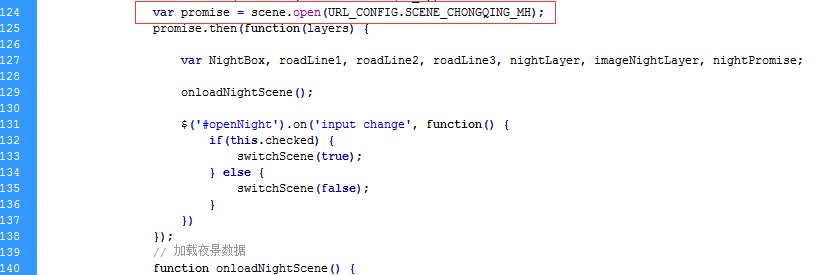 124 var promise = scene.open(URL_CONFIG.SCENE_CHONGQING_MH);
125 promise.then(function(layers) {
126
127 var NightBox, roadLine1, roadLine2, roadLine3, nightLayer, imageNightLayer, nightPromise;
128
129 onloadNightScene();
130
131 $('#openNight').on('input change', function() {
132 if(this.checked) {
133 switchScene(true);
134 } else {
135 switchScene(false);
136 }
137 })
138 });
139 // 加载夜景数据
140 function onloadNightScene() {